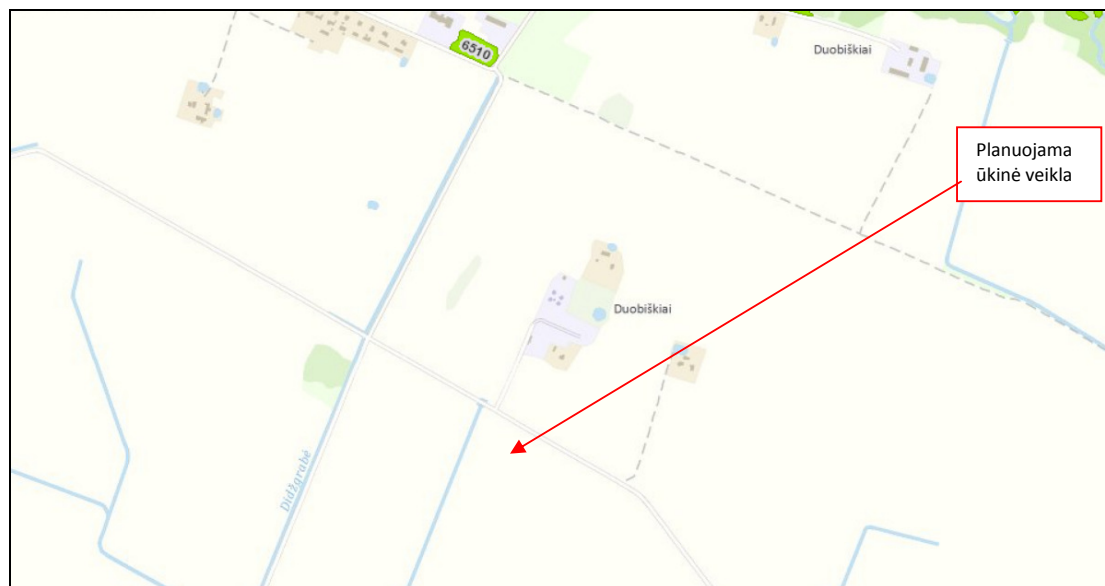 6510
Duobiškiai
Planuojama
ūkinė veikla
Duobiškiai
Didžgrabė